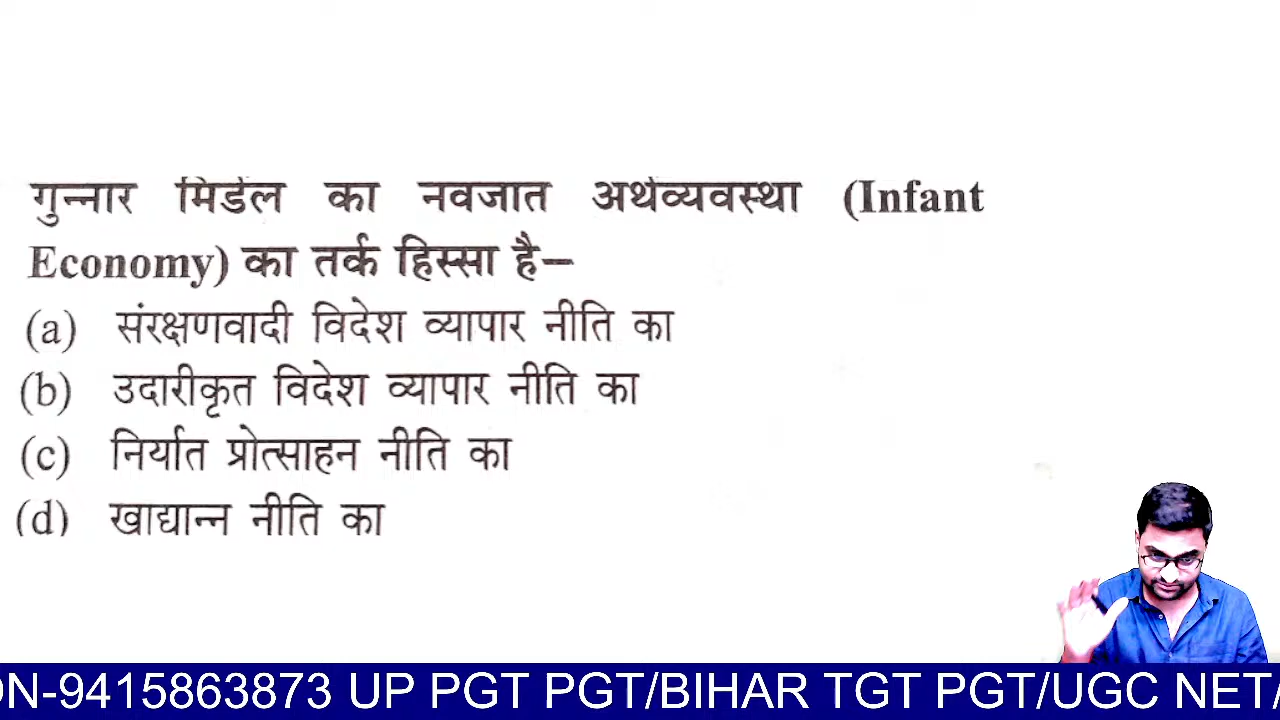 गुन्नार मिर्डल का नवजात अर्थव्यवस्था (Infant
Economy) का तर्क हिस्सा है–
(a) संरक्षणवादी विदेश व्यापार नीति का
(b) उदारीकृत विदेश व्यापार नीति का
(c) निर्यात प्रोत्साहन नीति का
(d) खाद्यान्न नीति का
ON-9415863873 UP PGT PGT/BIHAR TGT PGT/UGC NET/